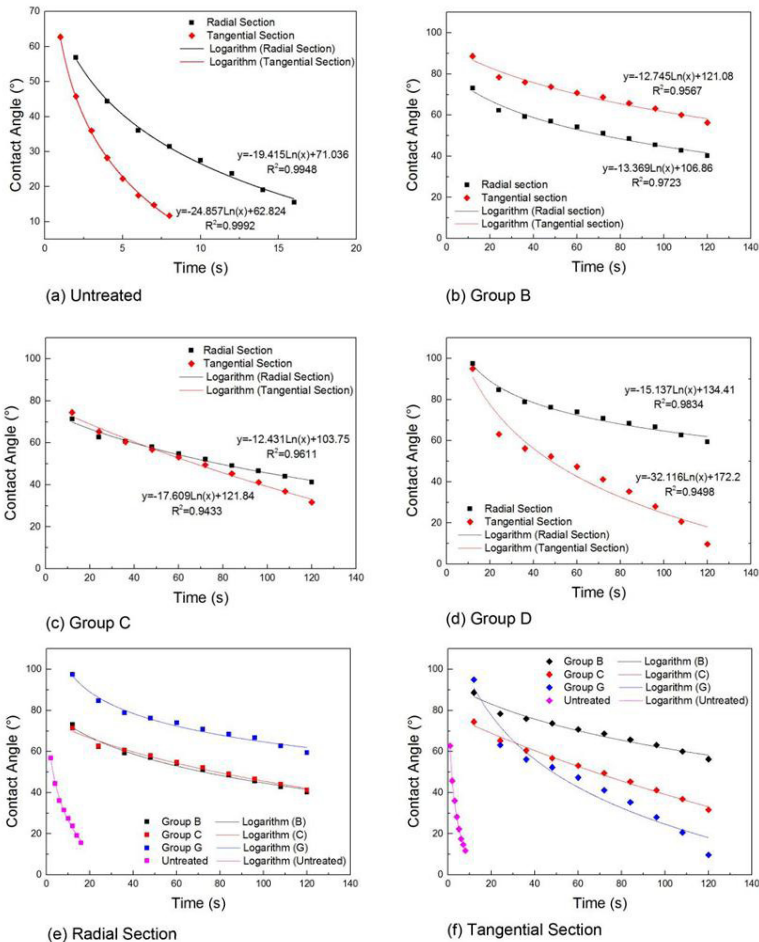 70
60
50
40
30
20
10
0
5
10
15
20
Contact Angle (°)
Time (s)
Radial Section
Tangential Section
Logarithm (Radial Section)
Logarithm (Tangential Section)
y=-19.415Ln(x)+71.036
R²=0.9948
y=-24.857Ln(x)+62.824
R²=0.9992
(a) Untreated
100
80
60
40
20
0
0
20
40
60
80
100
120
140
Contact Angle (°)
Time (s)
y=-12.745Ln(x)+121.08
R²=0.9567
y=-13.369Ln(x)+106.86
R²=0.9723
Radial section
Tangential section
Logarithm (Radial section)
Logarithm (Tangential section)
(b) Group B
100
80
60
40
20
0
0
20
40
60
80
100
120
140
Contact Angle (°)
Time (s)
Radial Section
Tangential Section
Logarithm (Radial Section)
Logarithm (Tangential Section)
y=-12.431Ln(x)+103.75
R²=0.9611
y=-17.609Ln(x)+121.84
R²=0.9433
(c) Group C
100
80
60
40
20
0
0
20
40
60
80
100
120
140
Contact Angle (°)
Time (s)
y=-15.137Ln(x)+134.41
R²=0.9834
y=-32.116Ln(x)+172.2
R²=0.9498
Radial Section
Tangential Section
Logarithm (Radial Section)
Logarithm (Tangential Section)
(d) Group D
100
80
60
40
20
0
0
20
40
60
80
100
120
140
Contact Angle (°)
Time (s)
Group B Logarithm (B)
Group C Logarithm (C)
Group G Logarithm (G)
Untreated Logarithm (Untreated)
(e) Radial Section
100
80
60
40
20
0
0
20
40
60
80
100
120
140
Contact Angle (°)
Time (s)
Group B Logarithm (B)
Group C Logarithm (C)
Group G Logarithm (G)
Untreated Logarithm (Untreated)
(f) Tangential Section